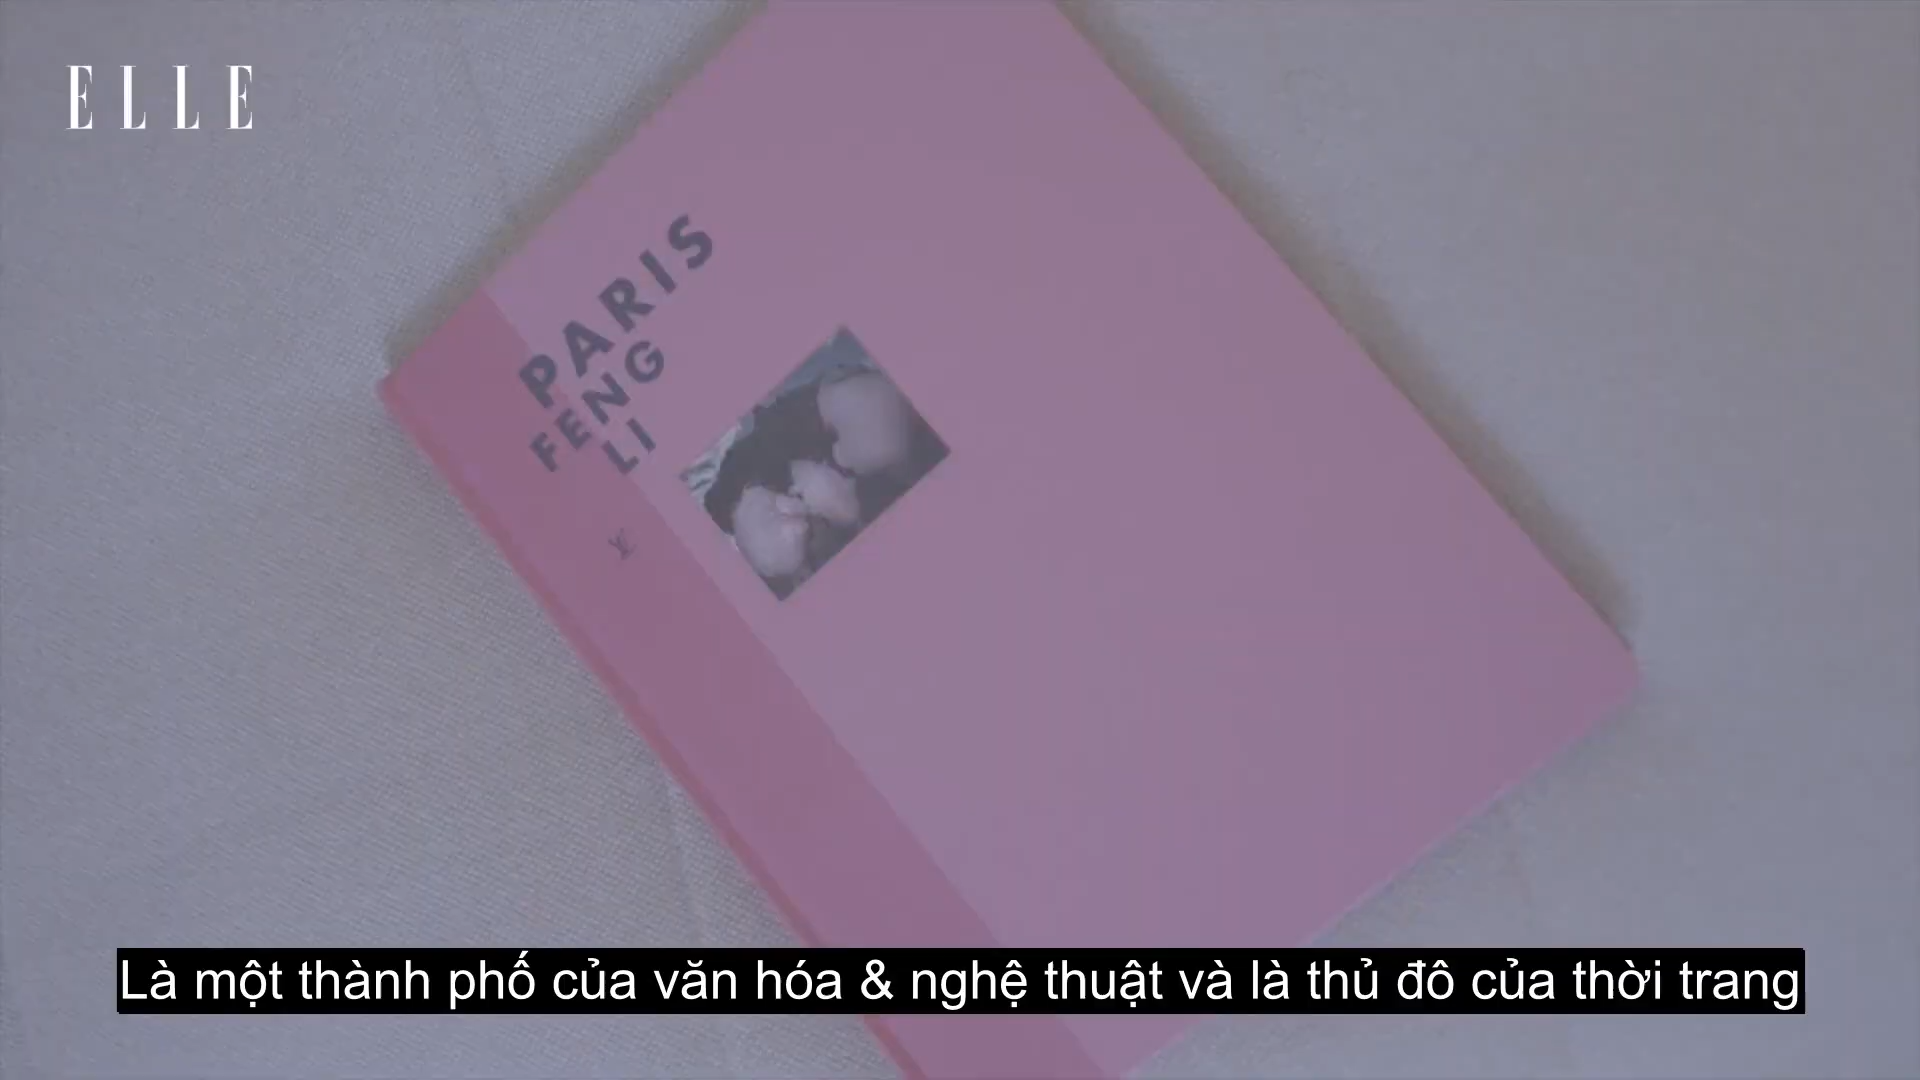 ELLE
PARIS
FENG
LI
LV
Là một thành phố của văn hóa & nghệ thuật và là thủ đô của thời trang